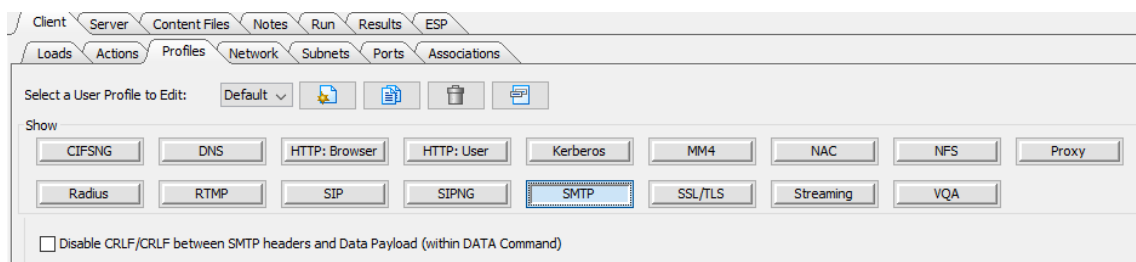 Client Server Content Files Notes Run Results ESP
Loads Actions Profiles Network Subnets Ports Associations
Select a User Profile to Edit: Default
Show
CIFSNG DNS HTTP: Browser HTTP: User Kerberos MM4 NAC NFS Proxy
Radius RTMP SIP SIPNG SMTP SSL/TLS Streaming VQA
Disable CRLF/CRLF between SMTP headers and Data Payload (within DATA Command)